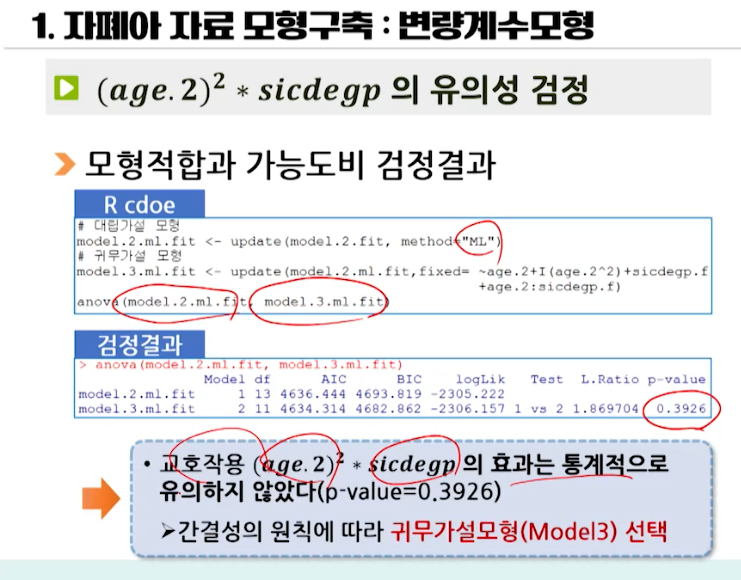 1. 자폐아 자료 모형구축 : 변량계수모형
(age.2)² * sicdegp 의 유의성 검정
모형적합과 가능도비 검정결과
R cdoe
# 대립가설 모형
model.2.ml.fit <- update(model.2.fit, method="ML")
# 귀무가설 모형
model.3.ml.fit <- update(model.2.ml.fit,fixed= ~age.2+I(age.2^2)+sicdegp.f
+age.2:sicdegp.f)
anova(model.2.ml.fit, model.3.ml.fit)
검정결과
> anova(model.2.ml.fit, model.3.ml.fit)
Model df AIC BIC logLik Test L.Ratio p-value
model.2.ml.fit 1 13 4636.444 4693.819 -2305.222
model.3.ml.fit 2 11 4634.314 4682.862 -2306.157 1 vs 2 1.869704 0.3926
• 교호작용 (age.2)² * sicdegp 의 효과는 통계적으로
유의하지 않았다(p-value=0.3926)
➢간결성의 원칙에 따라 귀무가설모형(Model3) 선택